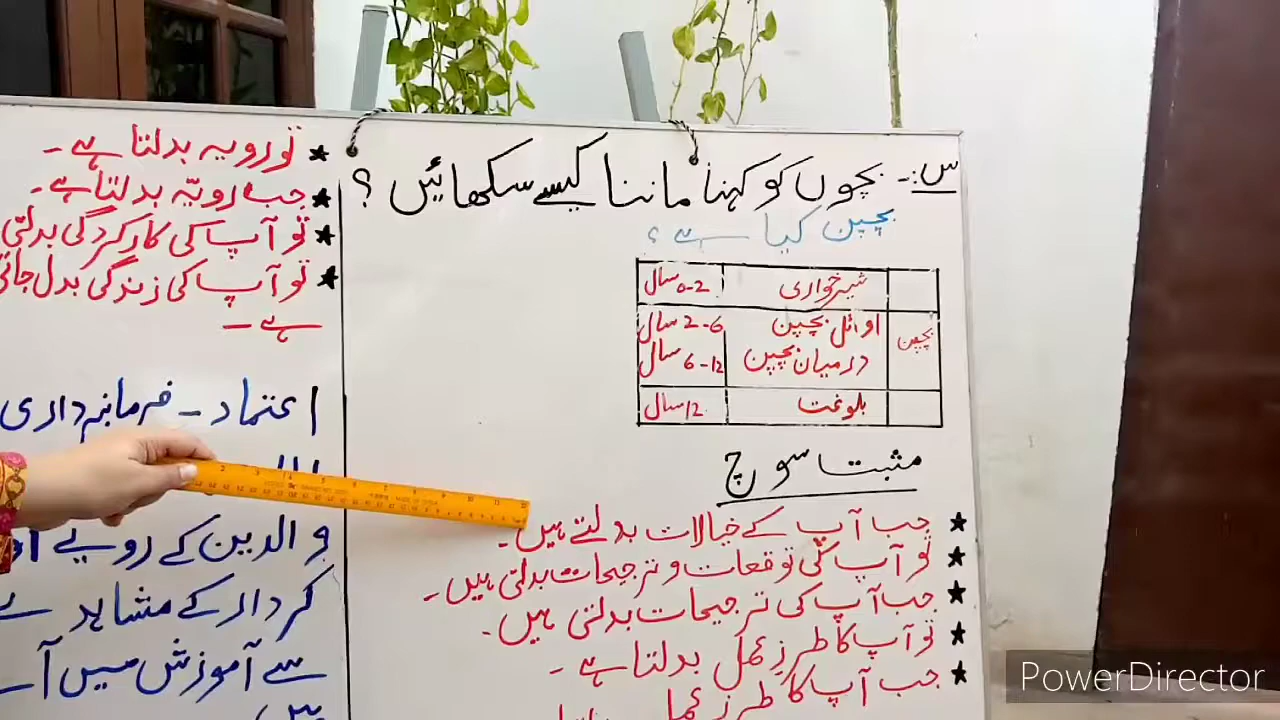 س:۔ بچوں کو کہنا ماننا کیسے سکھائیں ؟
بچپن کیا ہے ؟
شیرخواری 0-2 سال
بچپن
اوائل بچپن 2-6 سال
درمیان بچپن 6-12 سال
بلوغت 12 سال
مثبت سوچ
★ جب آپ کے خیالات بدلتے ہیں۔
★ تو آپ کی توقعات و ترجیحات بدلتی ہیں۔
★ جب آپ کی ترجیحات بدلتی ہیں۔
★ تو آپ کا طرزِ عمل بدلتا ہے۔
★ جب آپ کا طرز عمل
★ تو رویہ بدلتا ہے۔
★ جب رویّہ بدلتا ہے۔
★ تو آپ کی کارکردگی بدلتی
★ تو آپ کی زندگی بدل جاتی
ہے۔
اعتماد - فرمانبرداری
والدین کے رویے
کردار کے مشاہد
سے آموزش میں
ہیں
PowerDirector